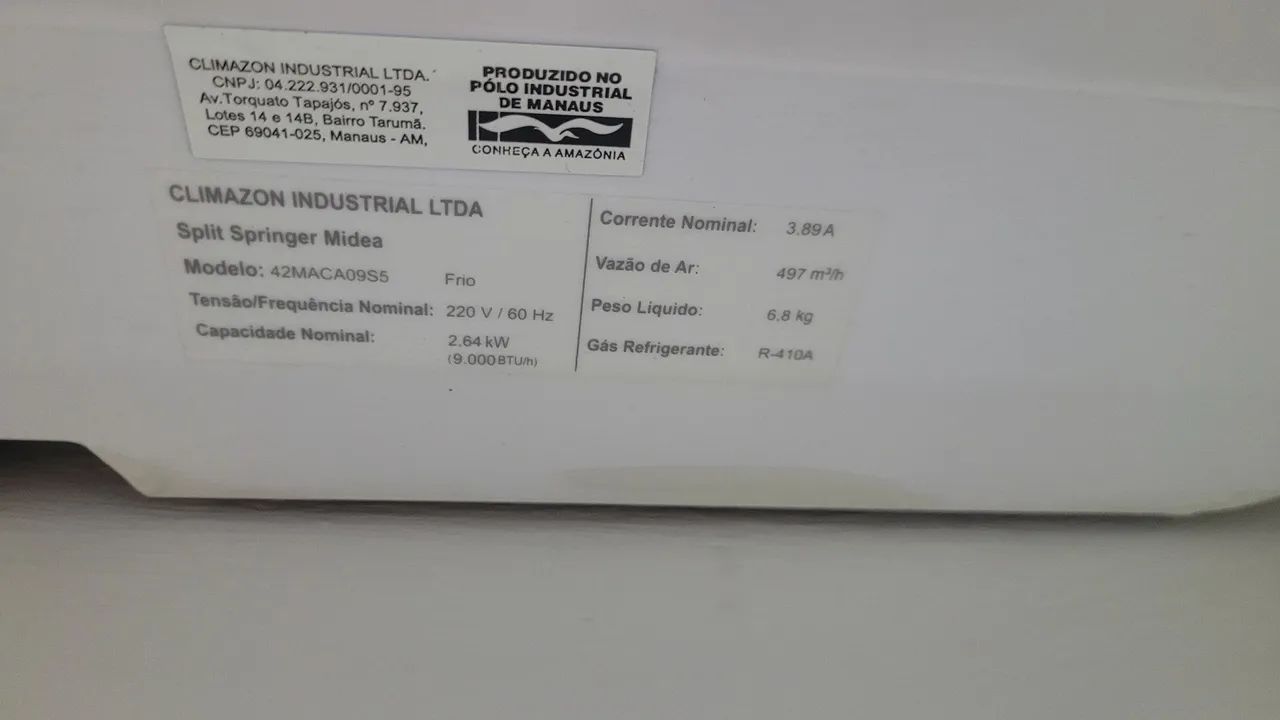 CLIMAZON INDUSTRIAL LTDA.
CNPJ: 04.222.931/0001-95
Av.Torquato Tapajós, nº 7.937,
Lotes 14 e 14B, Bairro Tarumã.
CEP 69041-025, Manaus - AM,
PRODUZIDO NO
PÓLO INDUSTRIAL
DE MANAUS
CONHEÇA A AMAZÔNIA
CLIMAZON INDUSTRIAL LTDA
Split Springer Midea
Modelo: 42MACA09S5 Frio
Tensão/Frequência Nominal: 220 V / 60 Hz
Capacidade Nominal: 2.64 kW
(9.000 BTU/h)
Corrente Nominal: 3.89 A
Vazão de Ar: 497 m³/h
Peso Líquido: 6,8 kg
Gás Refrigerante: R-410A